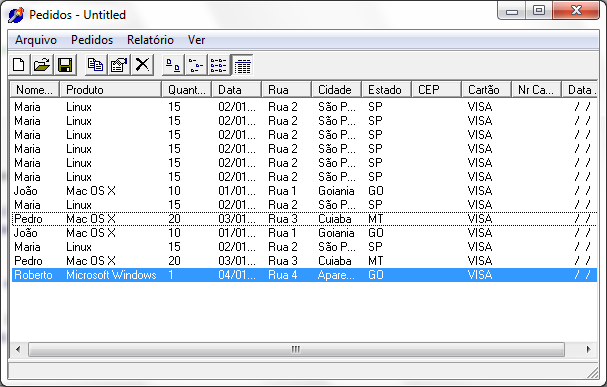 Pedidos - Untitled
Arquivo Pedidos Relatório Ver
Nome... Produto Quant... Data Rua Cidade Estado CEP Cartão Nr Ca... Data .
Maria Linux 15 02/01... Rua 2 São P... SP VISA / /
Maria Linux 15 02/01... Rua 2 São P... SP VISA / /
Maria Linux 15 02/01... Rua 2 São P... SP VISA / /
Maria Linux 15 02/01... Rua 2 São P... SP VISA / /
Maria Linux 15 02/01... Rua 2 São P... SP VISA / /
Maria Linux 15 02/01... Rua 2 São P... SP VISA / /
João Mac OS X 10 01/01... Rua 1 Goiania GO VISA / /
Maria Linux 15 02/01... Rua 2 São P... SP VISA / /
Pedro Mac OS X 20 03/01... Rua 3 Cuiaba MT VISA / /
João Mac OS X 10 01/01... Rua 1 Goiania GO VISA / /
Maria Linux 15 02/01... Rua 2 São P... SP VISA / /
Pedro Mac OS X 20 03/01... Rua 3 Cuiaba MT VISA / /
Roberto Microsoft Windows 1 04/01... Rua 4 Apare... GO VISA / /